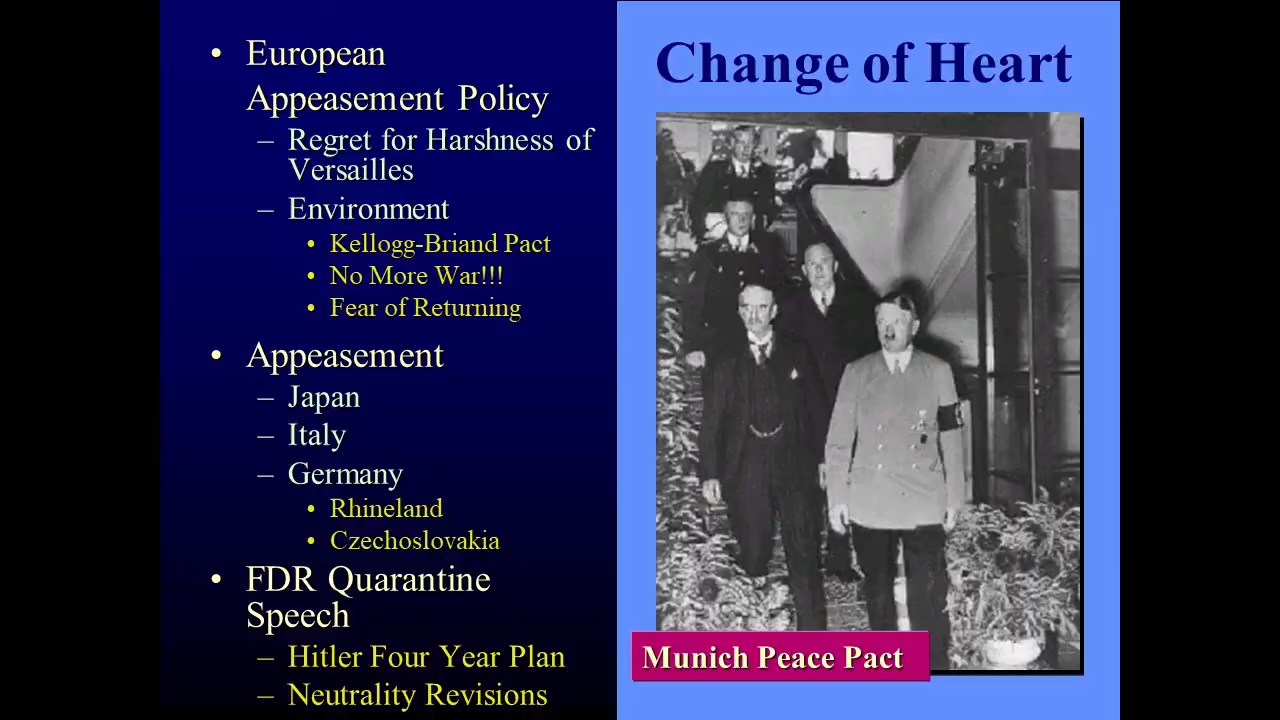 • European
Appeasement Policy
– Regret for Harshness of
Versailles
– Environment
• Kellogg-Briand Pact
• No More War!!!
• Fear of Returning
• Appeasement
– Japan
– Italy
– Germany
• Rhineland
• Czechoslovakia
• FDR Quarantine
Speech
– Hitler Four Year Plan
– Neutrality Revisions
Change of Heart
Munich Peace Pact